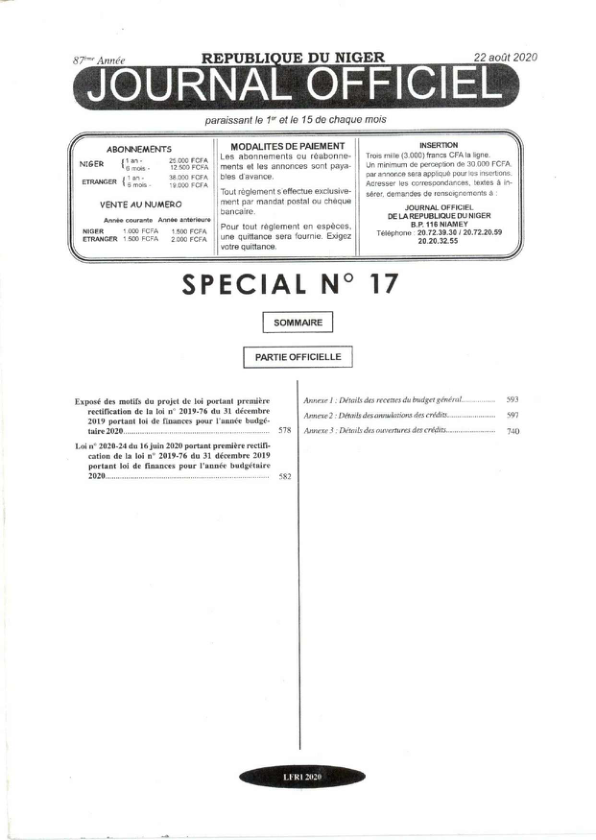 87ème Année
REPUBLIQUE DU NIGER
22 août 2020
JOURNAL OFFICIEL
paraissant le 1er et le 15 de chaque mois
ABONNEMENTS
NIGER { 1 an - 25.000 FCFA
6 mois - 12.500 FCFA
ETRANGER { 1 an - 38.000 FCFA
6 mois - 19.000 FCFA
VENTE AU NUMERO
Année courante Année antérieure
NIGER 1.000 FCFA 1.500 FCFA
ETRANGER 1.500 FCFA 2.000 FCFA
MODALITES DE PAIEMENT
Les abonnements ou réabonne-
ments et les annonces sont paya-
bles d'avance.
Tout règlement s effectue exclusive-
ment par mandat postal ou chèque
bancaire.
Pour tout règlement en espèces,
une quittance sera fournie. Exigez
votre quittance.
INSERTION
Trois mille (3.000) francs CFA la ligne.
Un minimum de perception de 30.000 FCFA.
par annonce sera appliqué pour les insertions.
Adresser les correspondances, textes à in-
sérer, demandes de renseignements à :
JOURNAL OFFICIEL
DE LA REPUBLIQUE DU NIGER
B.P. 116 NIAMEY
Téléphone : 20.72.39.30 / 20.72.20.59
20.20.32.55
SPECIAL N° 17
SOMMAIRE
PARTIE OFFICIELLE
Exposé des motifs du projet de loi portant première
rectification de la loi n° 2019-76 du 31 décembre
2019 portant loi de finances pour l'année budgé-
taire 2020 578
Loi n° 2020-24 du 16 juin 2020 portant première rectifi-
cation de la loi n° 2019-76 du 31 décembre 2019
portant loi de finances pour l'année budgétaire
2020 582
Annexe 1 : Détails des recettes du budget général 593
Annexe 2 : Détails des annulations des crédits 597
Annexe 3 : Détails des ouvertures des crédits 740
LFR1 2020